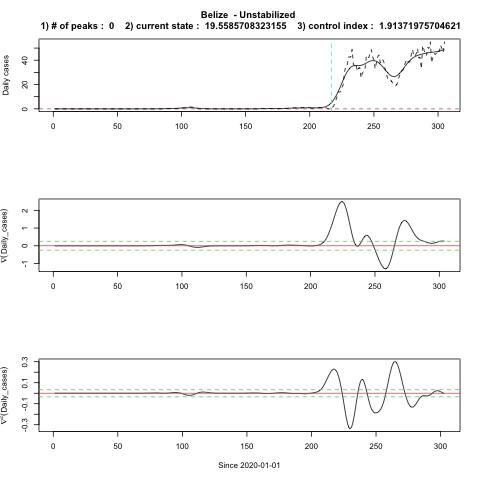 Belize - Unstabilized
1) # of peaks : 0 2) current state : 19.5585708323155 3) control index : 1.91371975704621
Daily cases
0 20 40
0 50 100 150 200 250 300
∇(Daily_cases)
-1 0 1 2
0 50 100 150 200 250 300
∇²(Daily_cases)
-0.3 -0.1 0.1 0.3
0 50 100 150 200 250 300
Since 2020-01-01